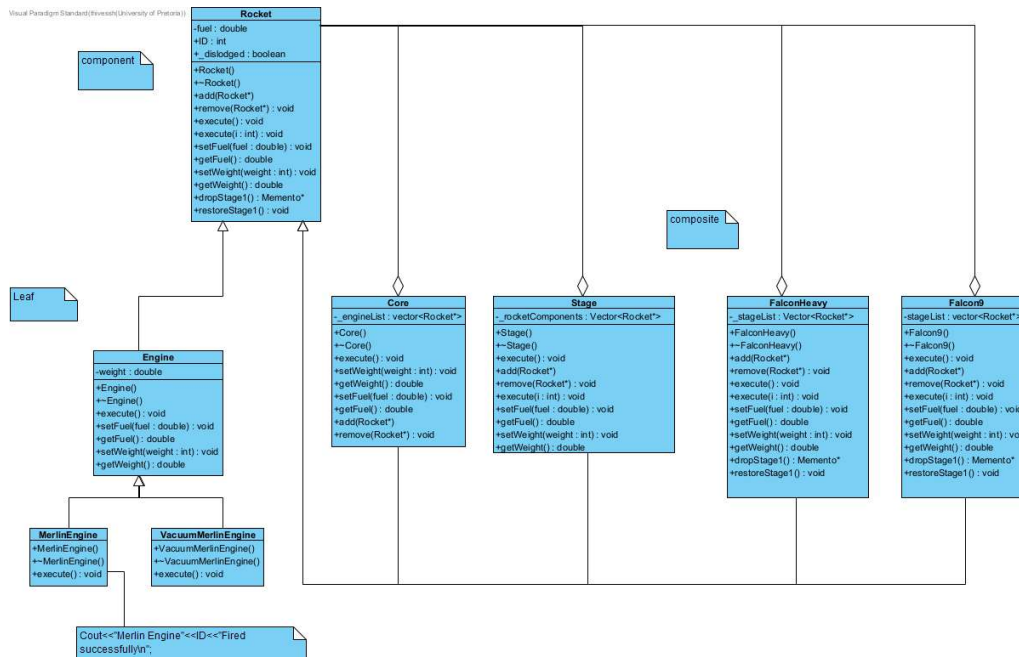 Visual Paradigm Standard(thivessh(University of Pretoria))
Rocket
-fuel : double
+ID : int
+_dislodged : boolean
+Rocket()
+~Rocket()
+add(Rocket*)
+remove(Rocket*) : void
+execute() : void
+execute(i : int) : void
+setFuel(fuel : double) : void
+getFuel() : double
+setWeight(weight : int) : void
+getWeight() : double
+dropStage1() : Memento*
+restoreStage1() : void
component
composite
Leaf
Engine
-weight : double
+Engine()
+~Engine()
+execute() : void
+setFuel(fuel : double) : void
+getFuel() : double
+setWeight(weight : int) : void
+getWeight() : double
Core
-_engineList : vector<Rocket*>
+Core()
+~Core()
+execute() : void
+setWeight(weight : int) : void
+getWeight() : double
+setFuel(fuel : double) : void
+getFuel() : double
+add(Rocket*)
+remove(Rocket*) : void
Stage
-_rocketComponents : Vector<Rocket*>
+Stage()
+~Stage()
+execute() : void
+add(Rocket*)
+remove(Rocket*) : void
+execute(i : int) : void
+setFuel(fuel : double) : void
+getFuel() : double
+setWeight(weight : int) : void
+getWeight() : double
FalconHeavy
-_stageList : Vector<Rocket*>
+FalconHeavy()
+~FalconHeavy()
+add(Rocket*)
+remove(Rocket*) : void
+execute() : void
+execute(i : int) : void
+setFuel(fuel : double) : void
+getFuel() : double
+setWeight(weight : int) : void
+getWeight() : double
+dropStage1() : Memento*
+restoreStage1() : void
Falcon9
-stageList : vector<Rocket*>
+Falcon9()
+~Falcon9()
+execute() : void
+add(Rocket*)
+remove(Rocket*) : void
+execute(i : int) : void
+setFuel(fuel : double) : void
+getFuel() : double
+setWeight(weight : int) : vo
+getWeight() : double
+dropStage1() : Memento*
+restoreStage1() : void
MerlinEngine
+MerlinEngine()
+~MerlinEngine()
+execute() : void
VacuumMerlinEngine
+VacuumMerlinEngine()
+~VacuumMerlinEngine()
+execute() : void
Cout<<"Merlin Engine"<<ID<<"Fired
successfully\n";